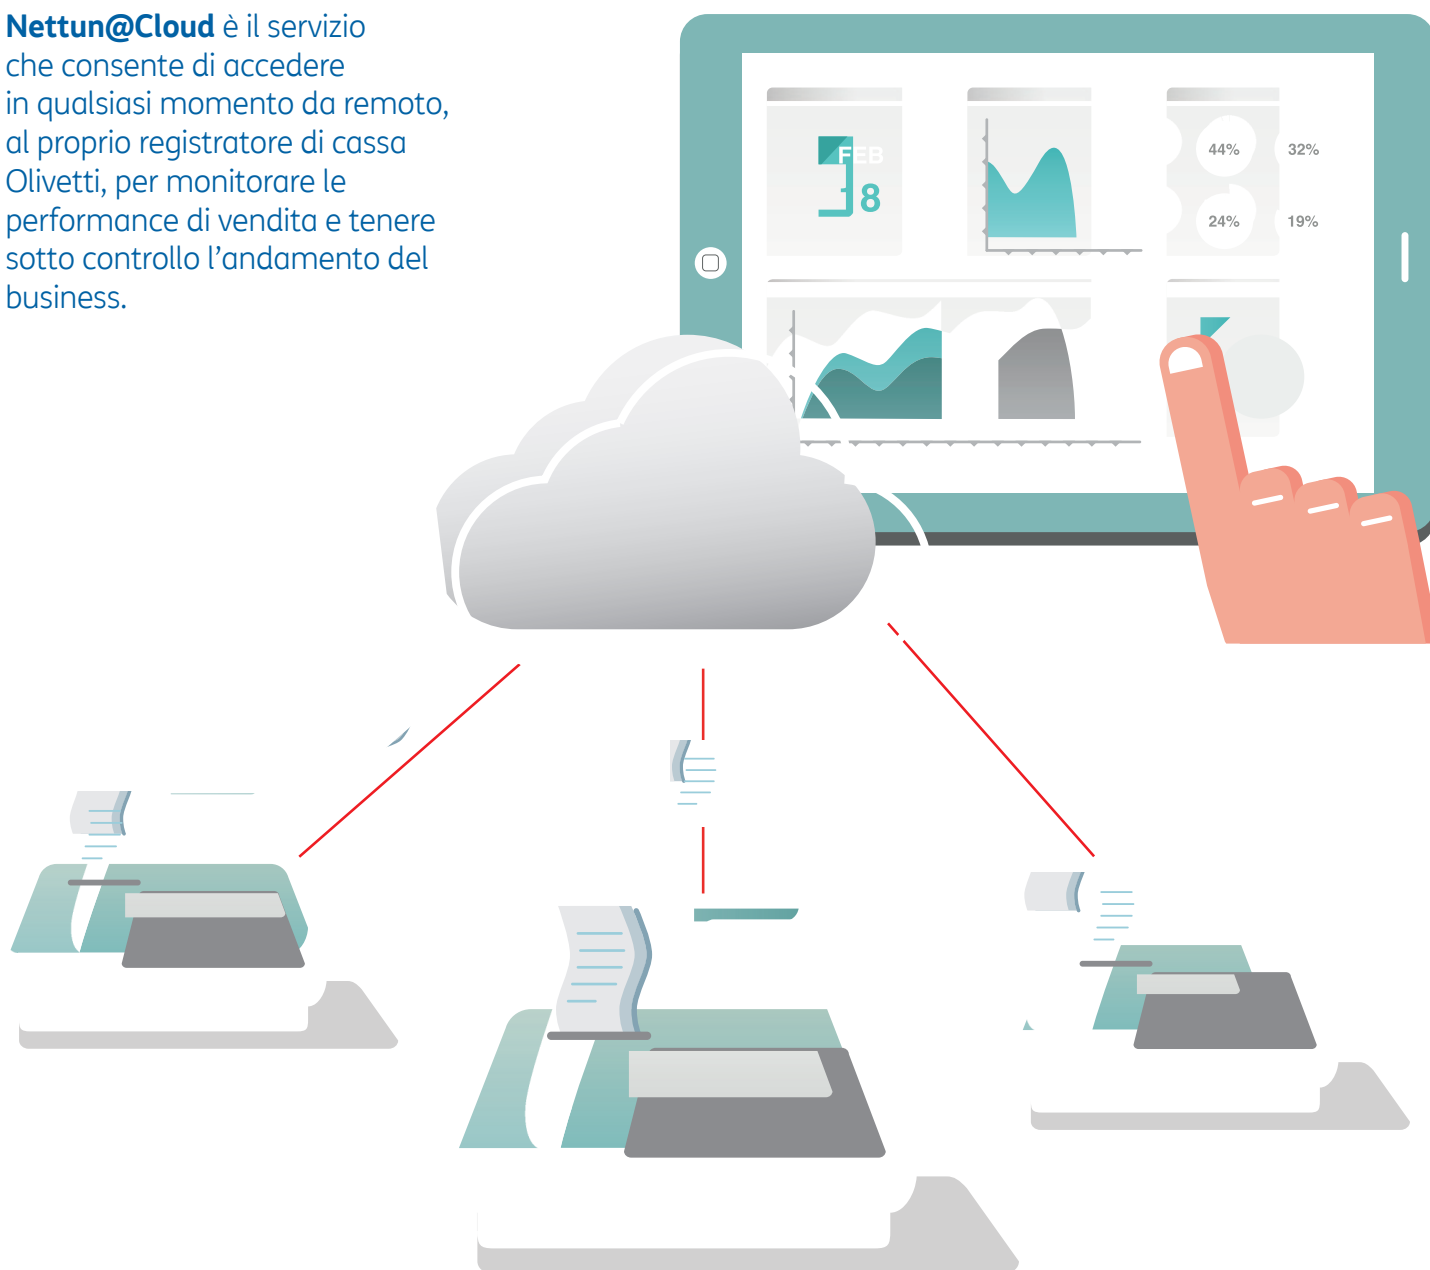 Nettun@Cloud è il servizio
che consente di accedere
in qualsiasi momento da remoto,
al proprio registratore di cassa
Olivetti, per monitorare le
performance di vendita e tenere
sotto controllo l’andamento del
business.
FEB
18
44% 32%
24% 19%